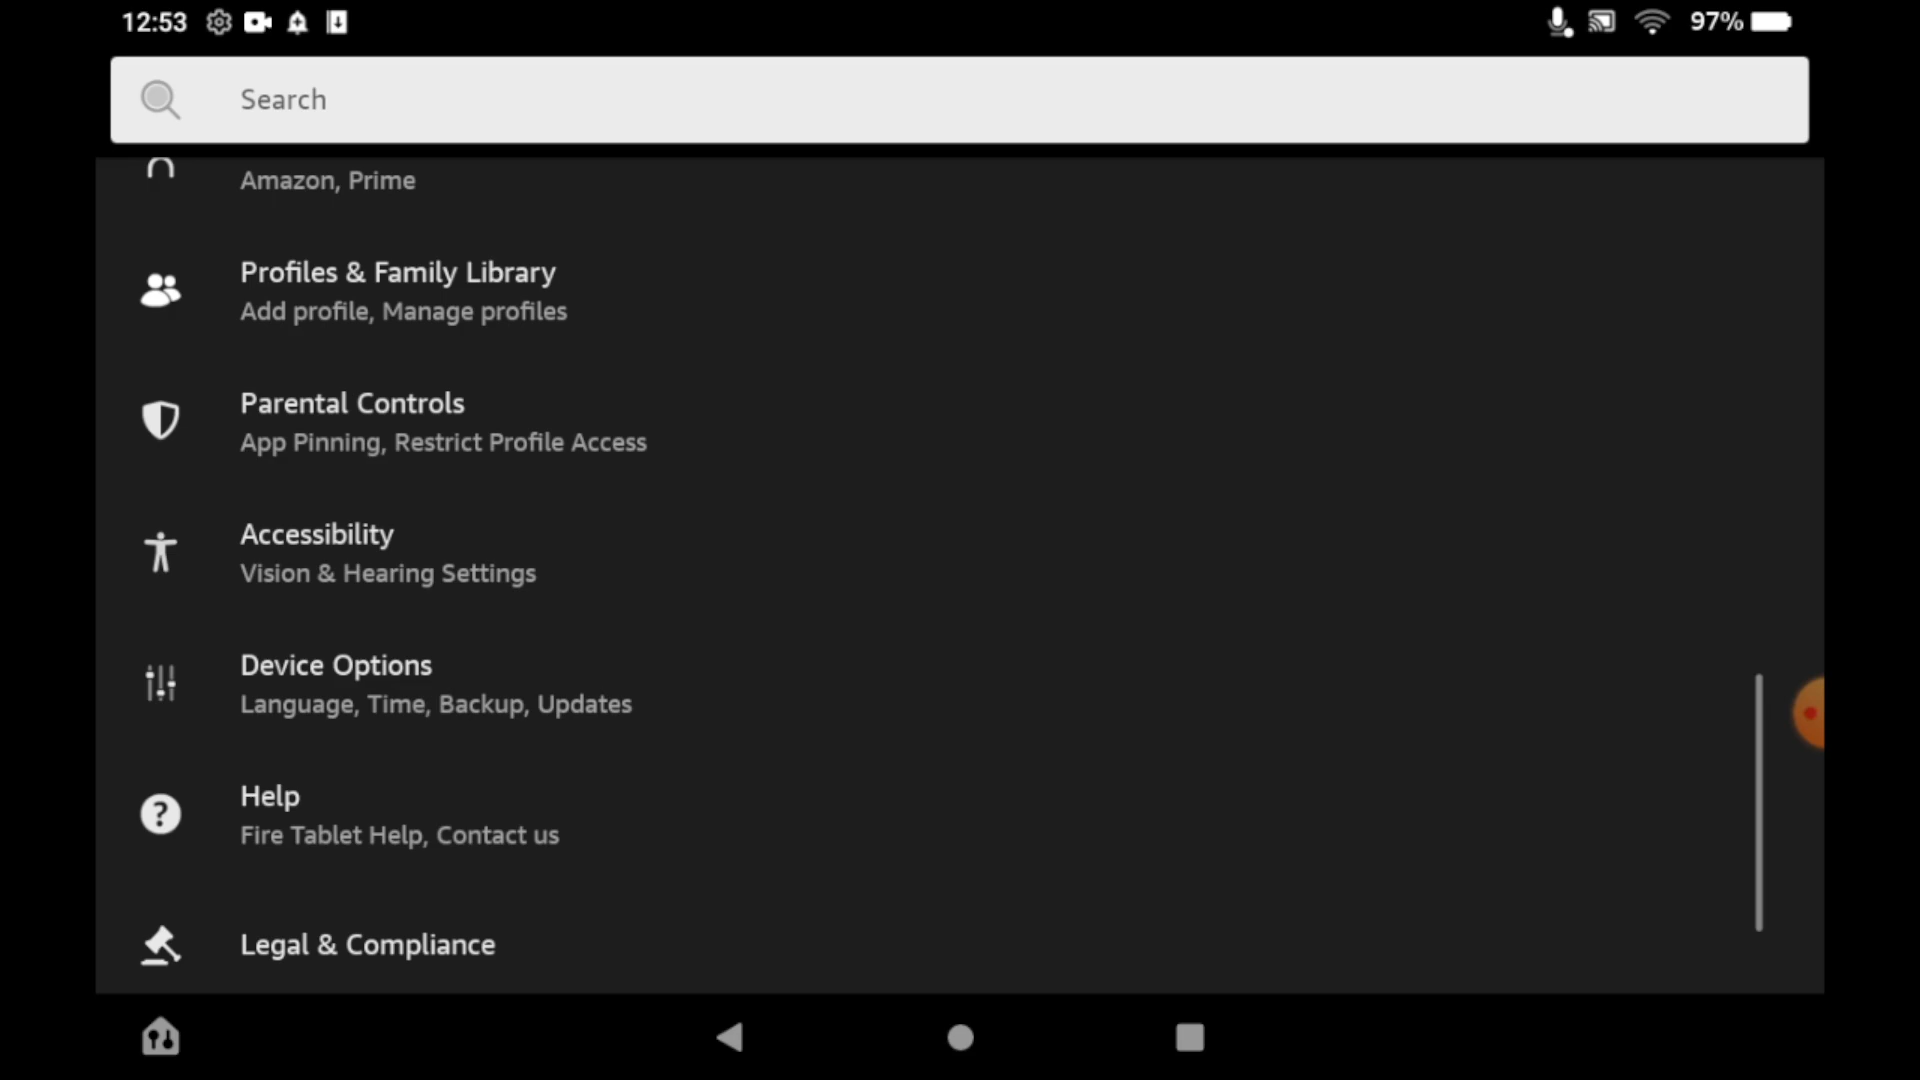 12:53
97%
Search
Amazon, Prime
Profiles & Family Library
Add profile, Manage profiles
Parental Controls
App Pinning, Restrict Profile Access
Accessibility
Vision & Hearing Settings
Device Options
Language, Time, Backup, Updates
Help
Fire Tablet Help, Contact us
Legal & Compliance